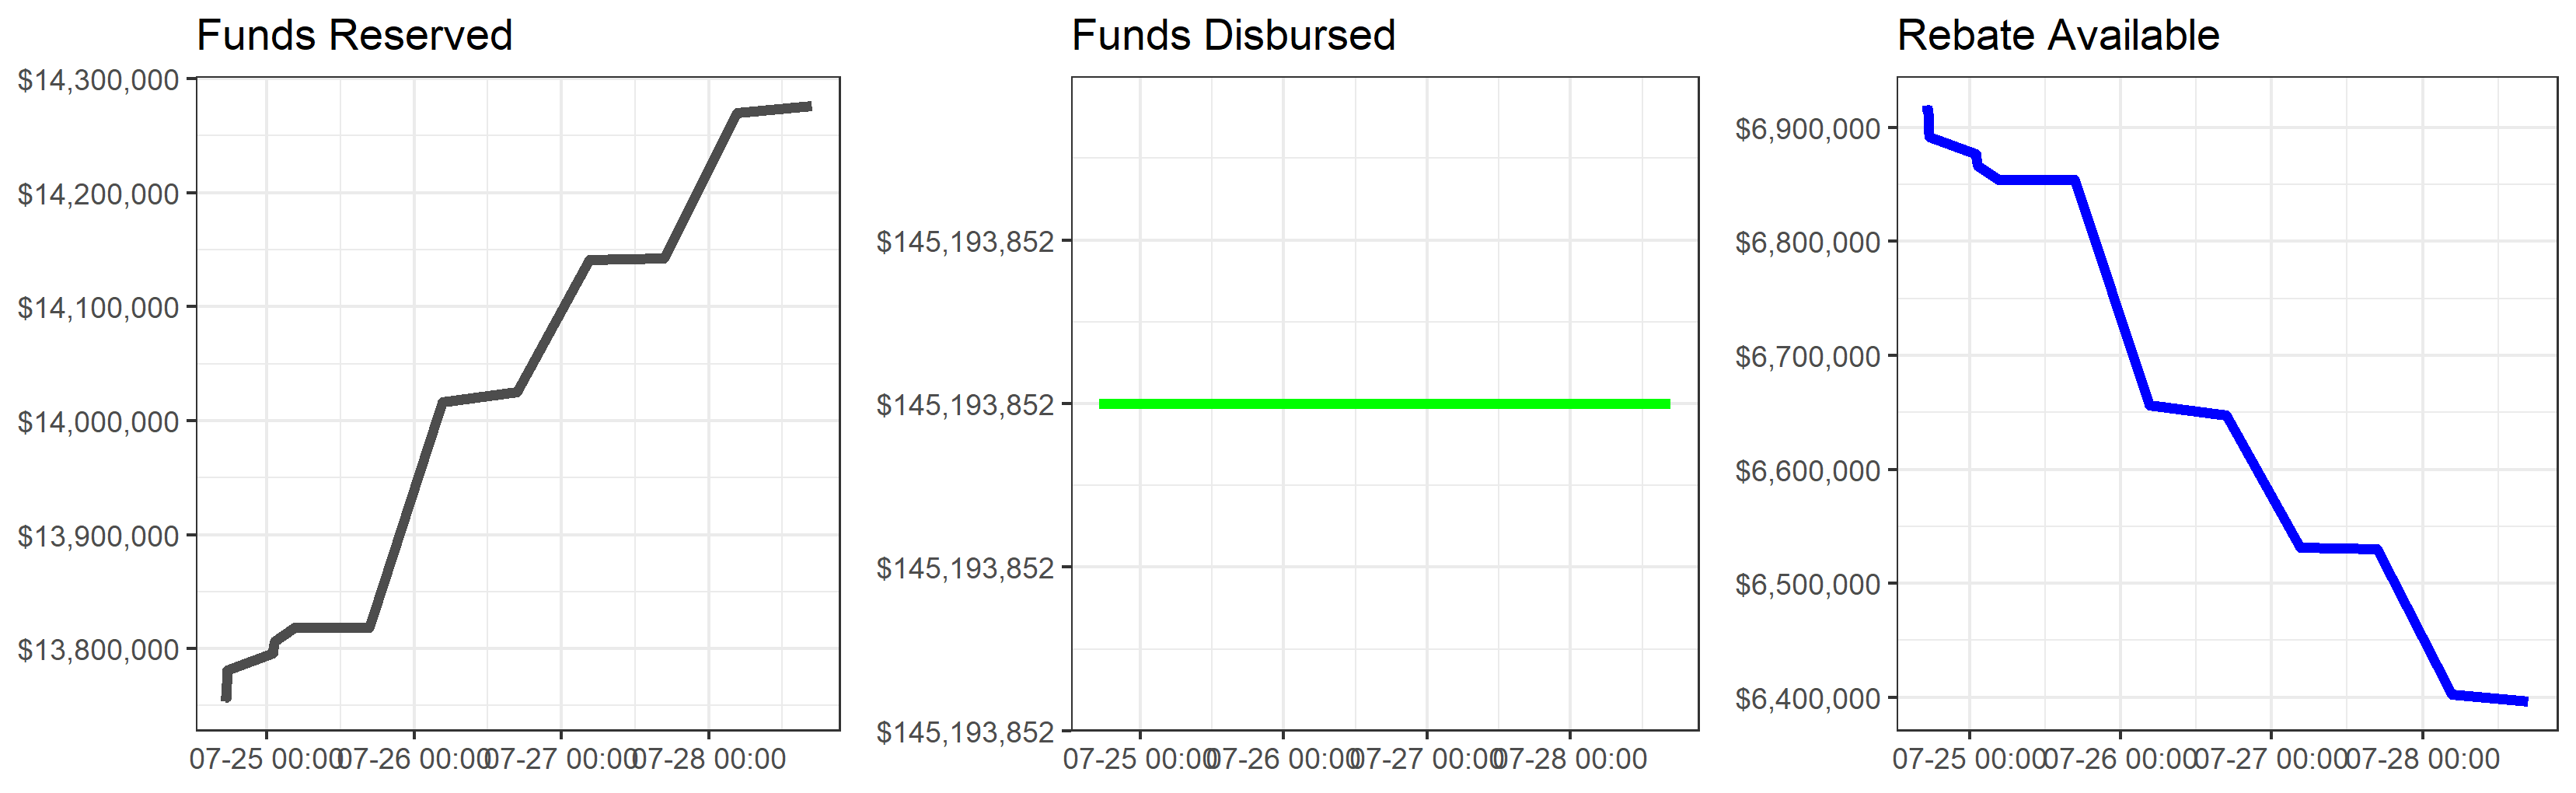 Funds Reserved
$14,300,000
$14,200,000
$14,100,000
$14,000,000
$13,900,000
$13,800,000
07-25 00:00 07-26 00:00 07-27 00:00 07-28 00:00
Funds Disbursed
$145,193,852
$145,193,852
$145,193,852
$145,193,852
07-25 00:00 07-26 00:00 07-27 00:00 07-28 00:00
Rebate Available
$6,900,000
$6,800,000
$6,700,000
$6,600,000
$6,500,000
$6,400,000
07-25 00:00 07-26 00:00 07-27 00:00 07-28 00:00